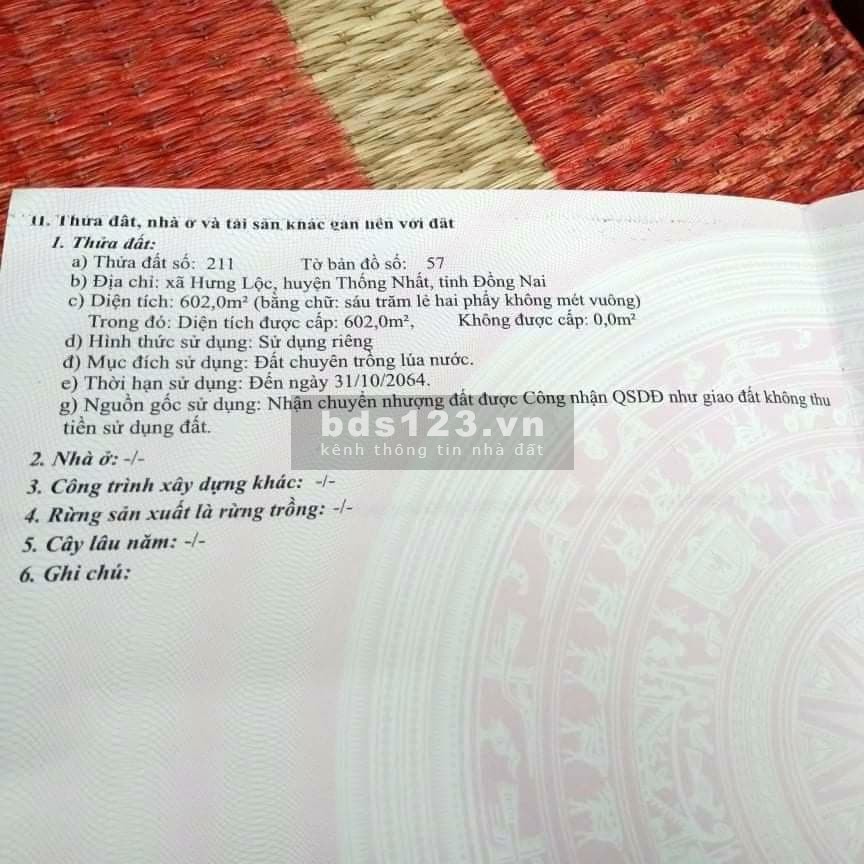 II. Thửa đất, nhà ở và tài sản khác gắn liền với đất
1. Thửa đất:
a) Thửa đất số: 211 Tờ bản đồ số: 57
b) Địa chỉ: xã Hưng Lộc, huyện Thống Nhất, tỉnh Đồng Nai
c) Diện tích: 602,0m² (bằng chữ: sáu trăm lẻ hai phẩy không mét vuông)
Trong đó: Diện tích được cấp: 602,0m², Không được cấp: 0,0m²
d) Hình thức sử dụng: Sử dụng riêng
đ) Mục đích sử dụng: Đất chuyên trồng lúa nước.
e) Thời hạn sử dụng: Đến ngày 31/10/2064.
g) Nguồn gốc sử dụng: Nhận chuyển nhượng đất được Công nhận QSDĐ như giao đất không thu
tiền sử dụng đất.
bds123.vn
kênh thông tin nhà đất
2. Nhà ở: -/-
3. Công trình xây dựng khác: -/-
4. Rừng sản xuất là rừng trồng: -/-
5. Cây lâu năm: -/-
6. Ghi chú: